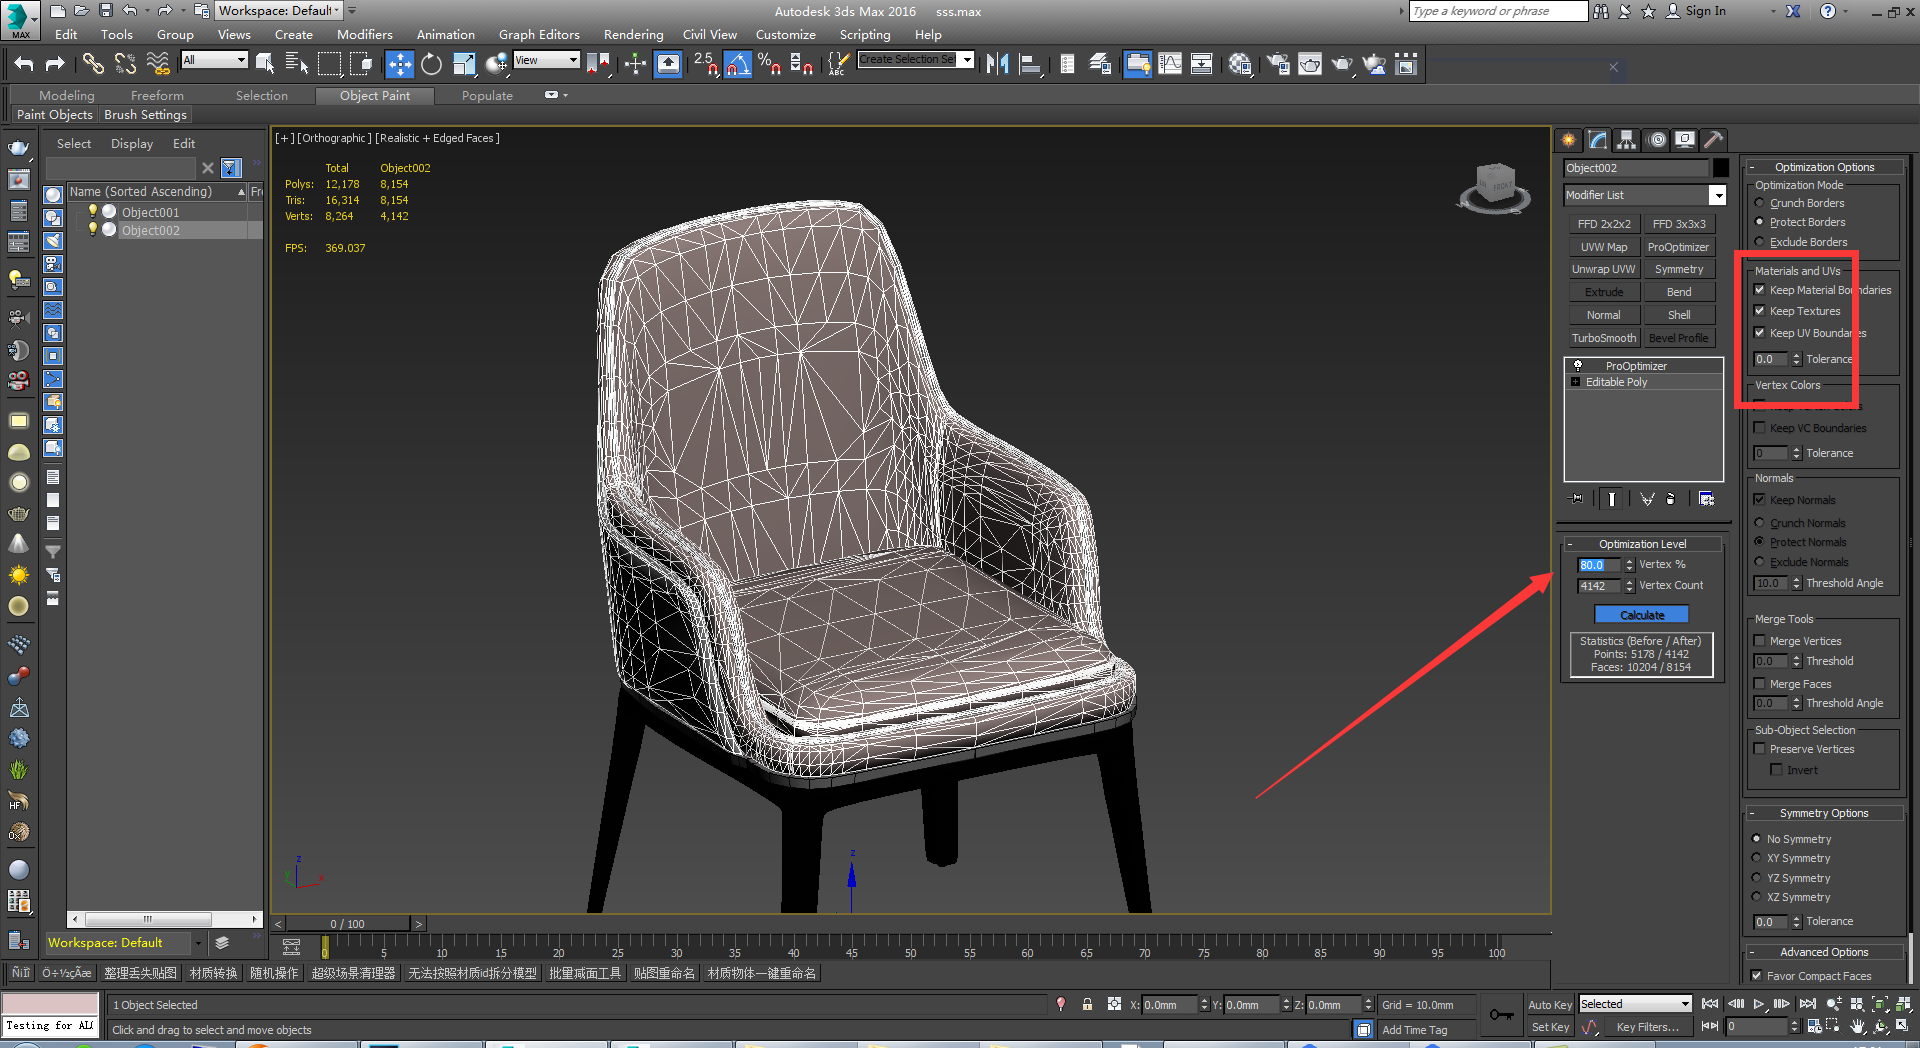 Workspace: Default
Autodesk 3ds Max 2016 sss.max
Type a keyword or phrase
Sign In
MAX
Edit Tools Group Views Create Modifiers Animation Graph Editors Rendering Civil View Customize Scripting Help
All
View
2.5
ABC
Create Selection Se
Modeling Freeform Selection Object Paint Populate
Paint Objects Brush Settings
Select Display Edit
Name (Sorted Ascending) Fr
Object001
Object002
[+] [Orthographic] [Realistic + Edged Faces]
Total Object002
Polys: 12,178 8,154
Tris: 16,314 8,154
Verts: 8,264 4,142
FPS: 369.037
FRONT
Object002
Modifier List
FFD 2x2x2 FFD 3x3x3
UVW Map ProOptimizer
Unwrap UVW Symmetry
Extrude Bend
Normal Shell
TurboSmooth Bevel Profile
ProOptimizer
Editable Poly
Optimization Level
80.0 Vertex %
4142 Vertex Count
Calculate
Statistics (Before / After)
Points: 5178 / 4142
Faces: 10204 / 8154
Optimization Options
Optimization Mode
Crunch Borders
Protect Borders
Exclude Borders
Materials and UVs
Keep Material Boundaries
Keep Textures
Keep UV Boundaries
0.0 Tolerance
Vertex Colors
Keep VC Boundaries
0 Tolerance
Normals
Keep Normals
Crunch Normals
Protect Normals
Exclude Normals
10.0 Threshold Angle
Merge Tools
Merge Vertices
0.0 Threshold
Merge Faces
0.0 Threshold Angle
Sub-Object Selection
Preserve Vertices
Invert
Symmetry Options
No Symmetry
XY Symmetry
YZ Symmetry
XZ Symmetry
0.0 Tolerance
Advanced Options
Favor Compact Faces
HF
Ox
z
x
y
z
0 / 100
Workspace: Default
0 5 10 15 20 25 30 35 40 45 50 55 60 65 70 75 80 85 90 95 100
Ö÷½çÃæ 整理丢失贴图 材质转换 随机操作 超级场景清理器 无法按照材质id拆分模型 批量减面工具 贴图重命名 材质物体一键重命名
1 Object Selected
X: 0.0mm Y: 0.0mm Z: 0.0mm Grid = 10.0mm
Auto Key Selected
Testing for ALL
Click and drag to select and move objects
Add Time Tag
Set Key Key Filters...
0